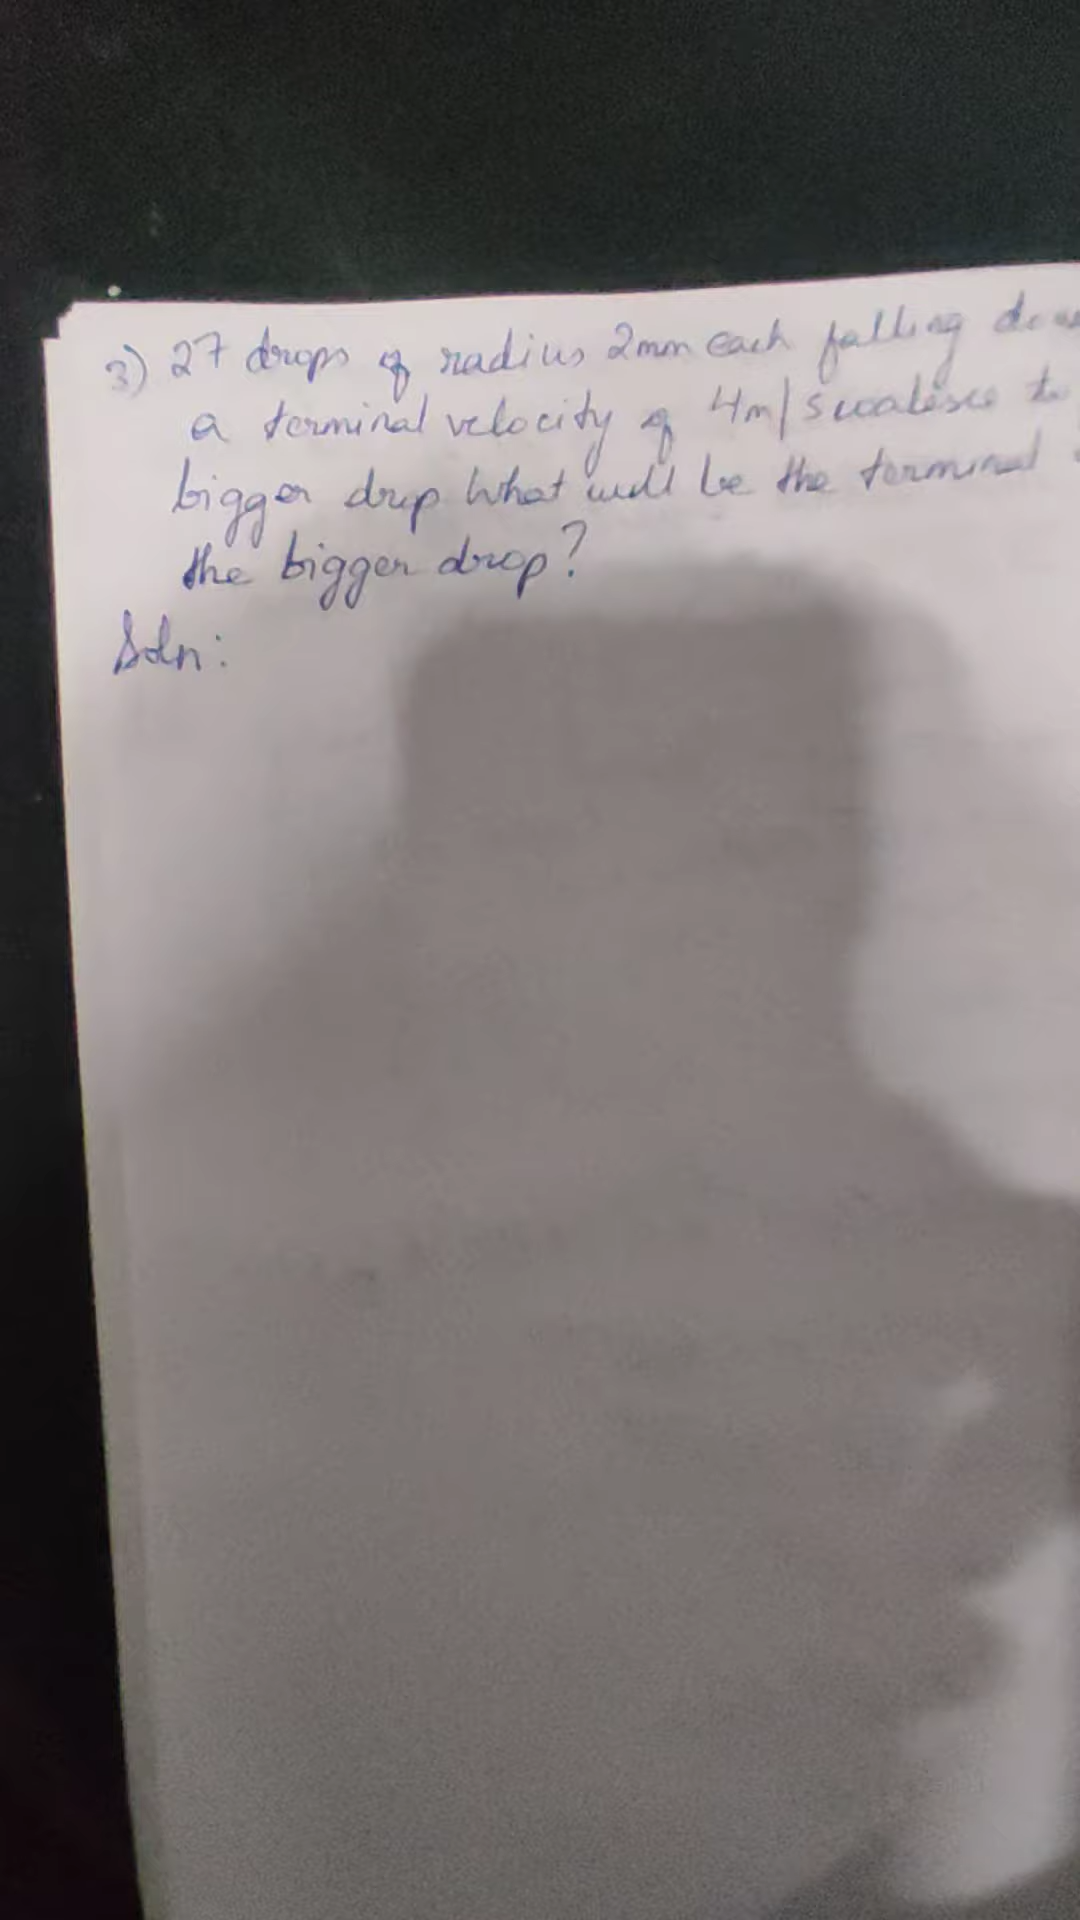 3) 27 drops of radius 2mm each falling
a terminal velocity of 4m/s coalesce to
bigger drop What will be the terminal
the bigger drop?
Soln: